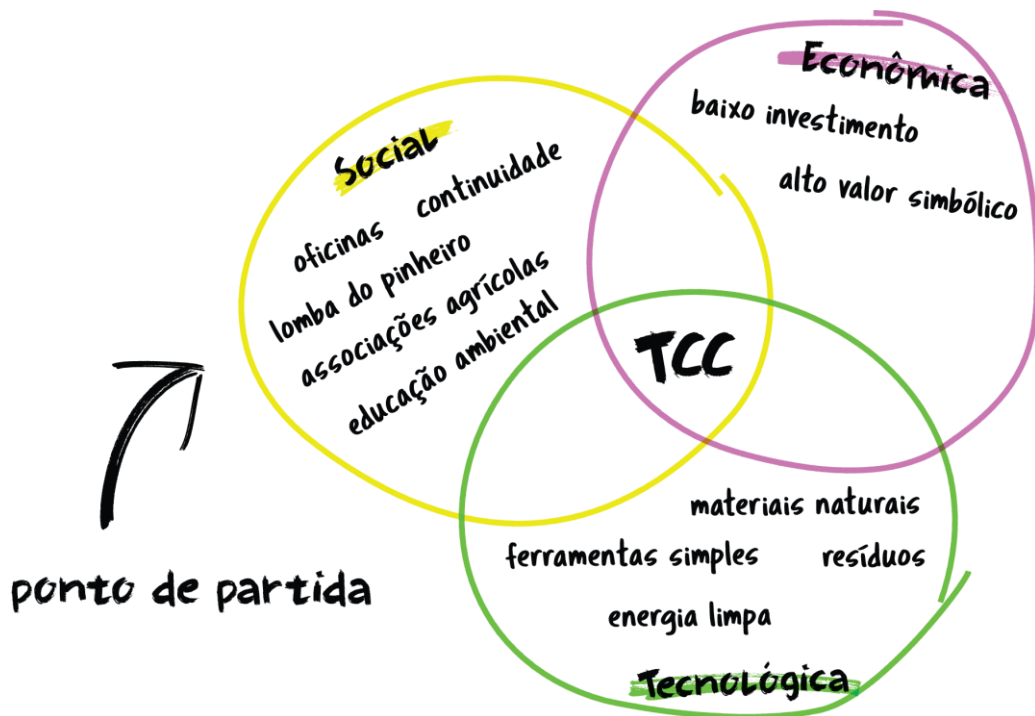 Social
oficinas continuidade
lomba do pinheiro
associações agrícolas
educação ambiental
Econômica
baixo investimento
alto valor simbólico
TCC
materiais naturais
ferramentas simples resíduos
energia limpa
Tecnológica
ponto de partida